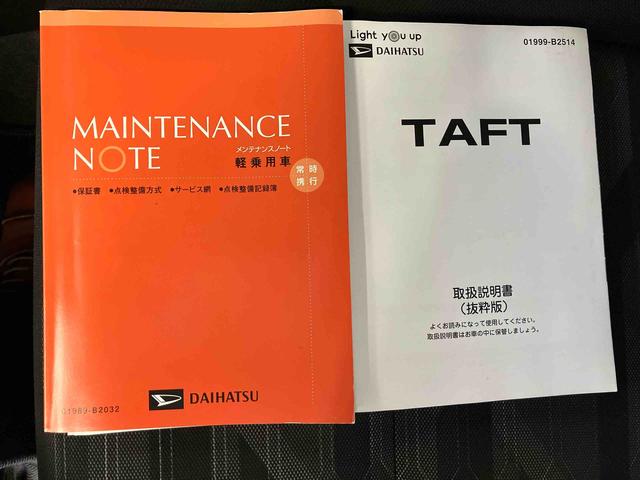 MAINTENANCE
NOTE
メンテナンスノート
軽乗用車
常時
携行
●保証書 ●点検整備方式 ●サービス網 ●点検整備記録簿
DAIHATSU
01989-B2032
Light you up
DAIHATSU
01999-B2514
TAFT
取扱説明書
（抜粋版）
よくお読みになって使用してください。
取扱説明書はお車の中に保管しましょう。